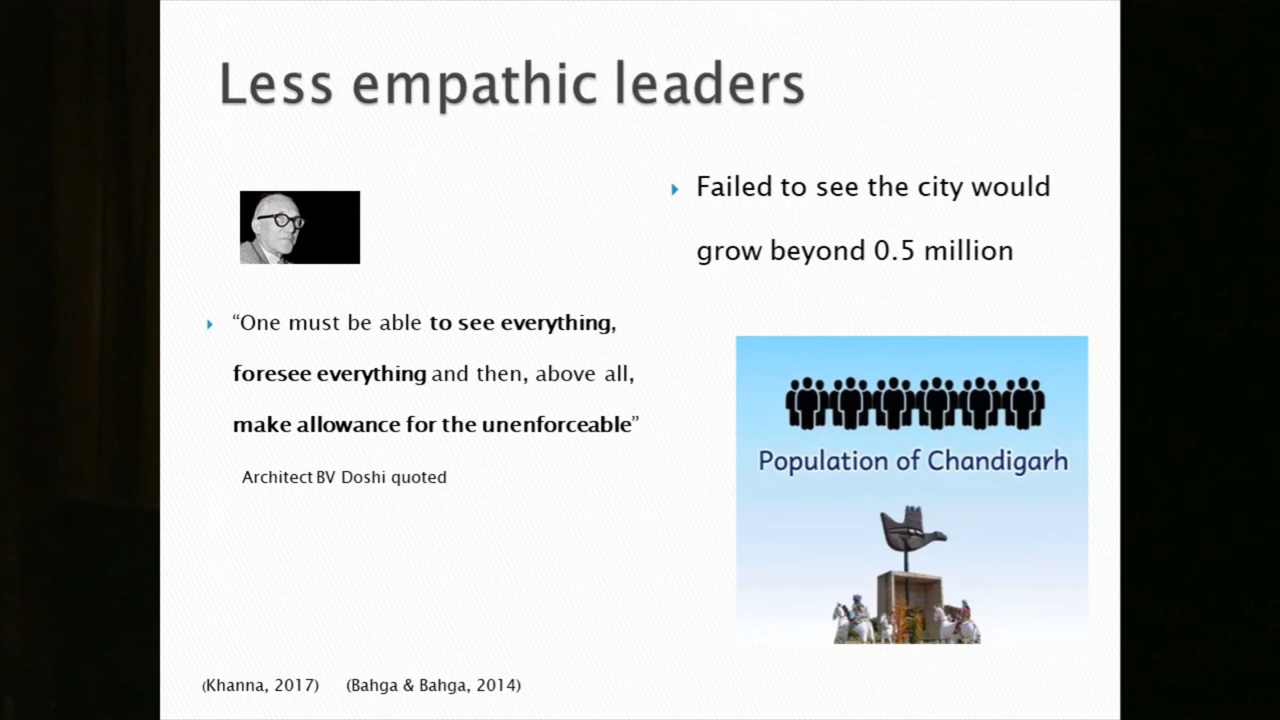 Less empathic leaders
“One must be able to see everything,
foresee everything and then, above all,
make allowance for the unenforceable”
Architect BV Doshi quoted
Failed to see the city would
grow beyond 0.5 million
Population of Chandigarh
(Khanna, 2017) (Bahga & Bahga, 2014)